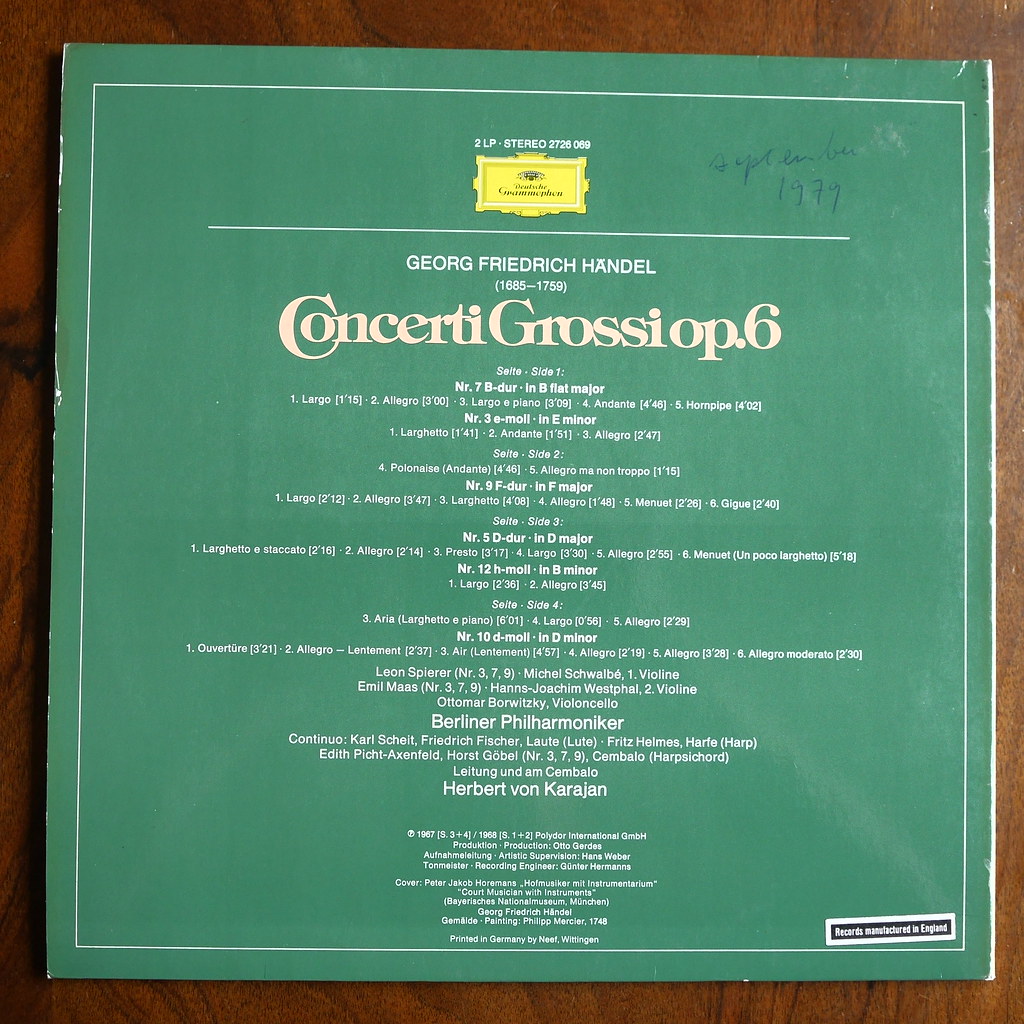 2 LP · STEREO 2726 069
Deutsche
Grammophon
september
1979
GEORG FRIEDRICH HÄNDEL
(1685—1759)
Concerti Grossi op. 6
Seite · Side 1:
Nr. 7 B-dur · in B flat major
1. Largo [1′15] · 2. Allegro [3′00] · 3. Largo e piano [3′09] · 4. Andante [4′46] · 5. Hornpipe [4′02]
Nr. 3 e-moll · in E minor
1. Larghetto [1′41] · 2. Andante [1′51] · 3. Allegro [2′47]
Seite · Side 2:
4. Polonaise (Andante) [4′46] · 5. Allegro ma non troppo [1′15]
Nr. 9 F-dur · in F major
1. Largo [2′12] · 2. Allegro [3′47] · 3. Larghetto [4′08] · 4. Allegro [1′48] · 5. Menuet [2′26] · 6. Gigue [2′40]
Seite · Side 3:
Nr. 5 D-dur · in D major
1. Larghetto e staccato [2′16] · 2. Allegro [2′14] · 3. Presto [3′17] · 4. Largo [3′30] · 5. Allegro [2′55] · 6. Menuet (Un poco larghetto) [5′18]
Nr. 12 h-moll · in B minor
1. Largo [2′36] · 2. Allegro [3′45]
Seite · Side 4:
3. Aria (Larghetto e piano) [6′01] · 4. Largo [0′56] · 5. Allegro [2′29]
Nr. 10 d-moll · in D minor
1. Ouvertüre [3′21] · 2. Allegro — Lentement [2′37] · 3. Air (Lentement) [4′57] · 4. Allegro [2′19] · 5. Allegro [3′28] · 6. Allegro moderato [2′30]
Leon Spierer (Nr. 3, 7, 9) · Michel Schwalbé, 1. Violine
Emil Maas (Nr. 3, 7, 9) · Hanns-Joachim Westphal, 2. Violine
Ottomar Borwitzky, Violoncello
Berliner Philharmoniker
Continuo: Karl Scheit, Friedrich Fischer, Laute (Lute) · Fritz Helmes, Harfe (Harp)
Edith Picht-Axenfeld, Horst Göbel (Nr. 3, 7, 9), Cembalo (Harpsichord)
Leitung und am Cembalo
Herbert von Karajan
℗ 1967 [S. 3+4] / 1968 [S. 1+2] Polydor International GmbH
Produktion · Production: Otto Gerdes
Aufnahmeleitung · Artistic Supervision: Hans Weber
Tonmeister · Recording Engineer: Günter Hermanns
Cover: Peter Jakob Horemans „Hofmusiker mit Instrumentarium“
"Court Musician with Instruments"
(Bayerisches Nationalmuseum, München)
Georg Friedrich Händel
Gemälde · Painting: Philipp Mercier, 1748
Printed in Germany by Neef, Wittingen
Records manufactured in England